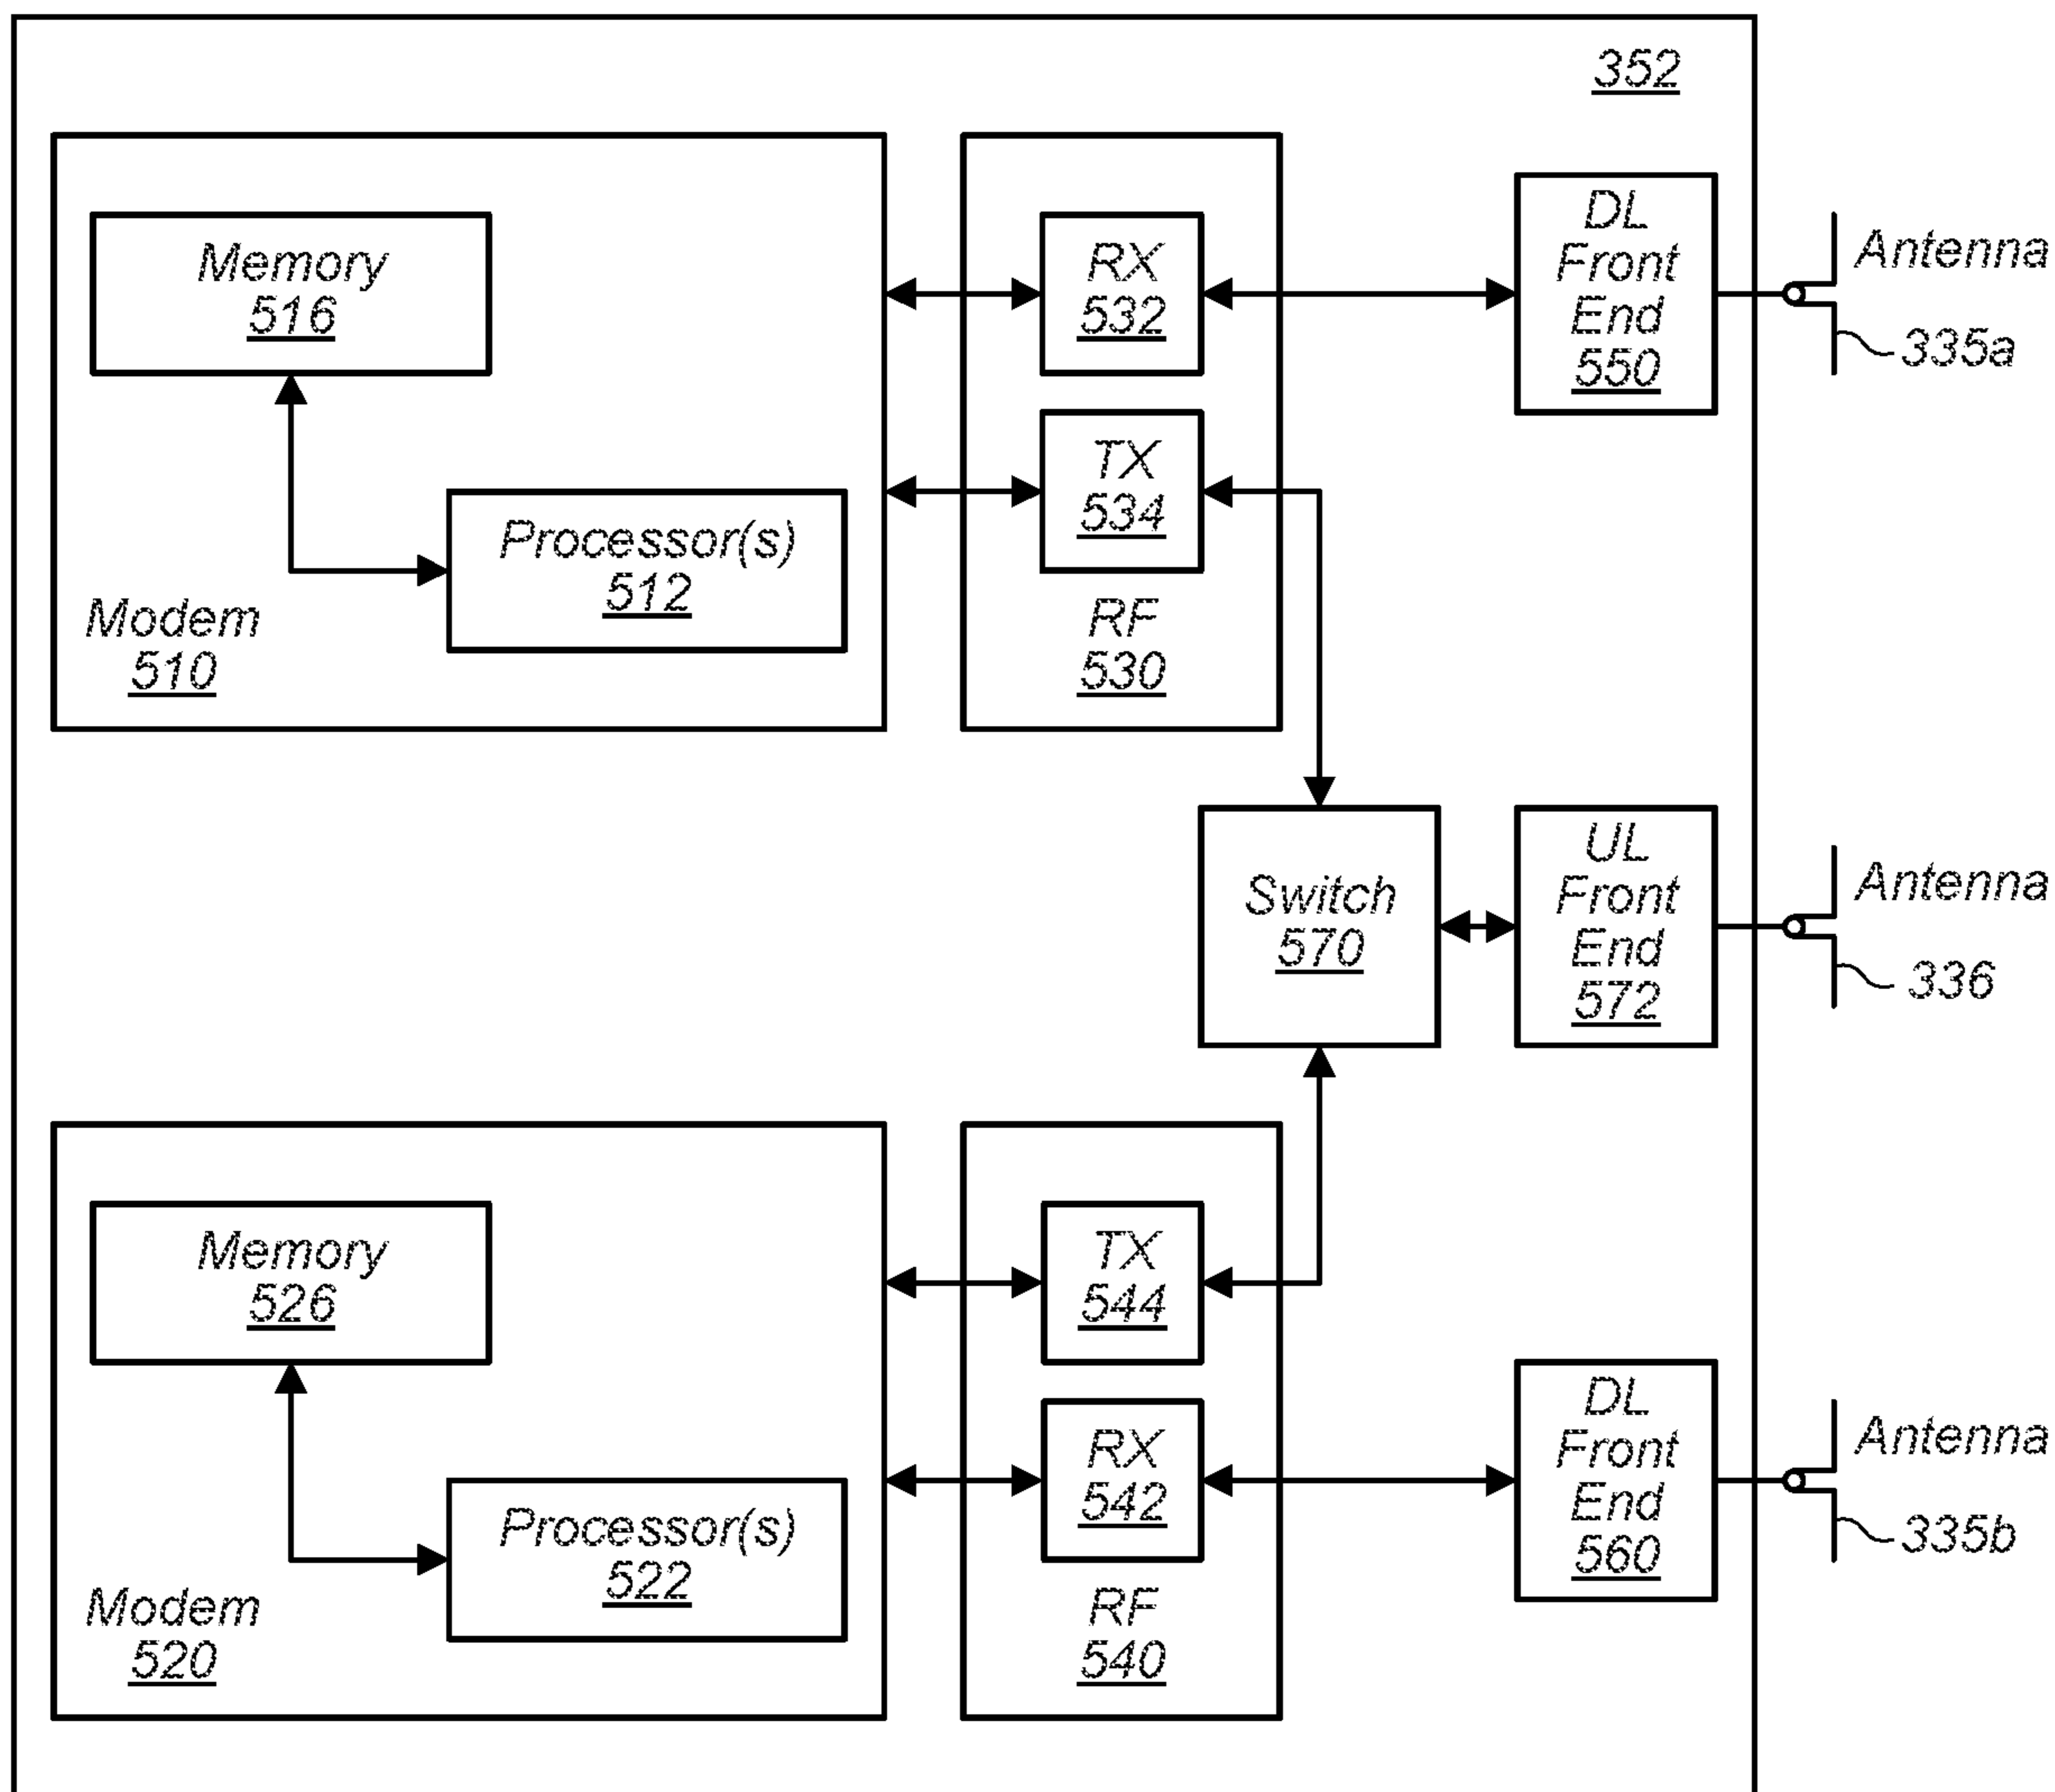 352
Memory
516
Processor(s)
512
Modem
510
RX
532
TX
534
RF
530
DL
Front
End
550
Antenna
335a
Switch
570
UL
Front
End
572
Antenna
336
Memory
526
Processor(s)
522
Modem
520
TX
544
RX
542
RF
540
DL
Front
End
560
Antenna
335b